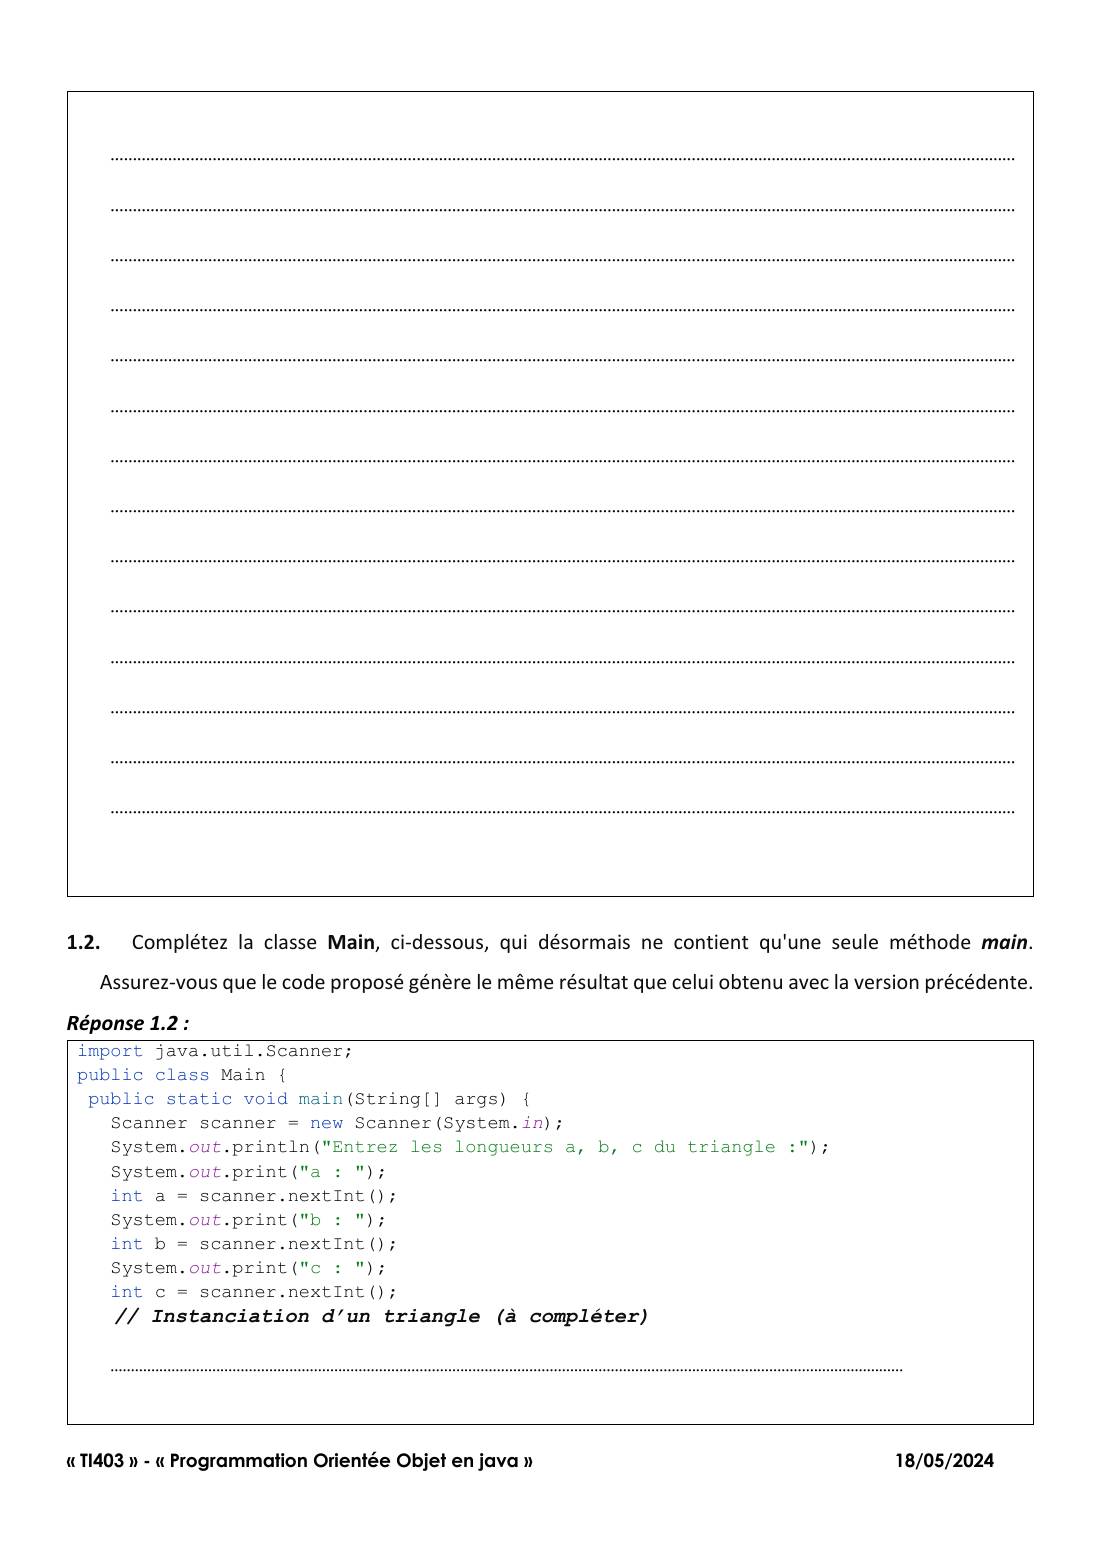 1.2. Complétez la classe Main, ci-dessous, qui désormais ne contient qu'une seule méthode main.
Assurez-vous que le code proposé génère le même résultat que celui obtenu avec la version précédente.
Réponse 1.2 :
import java.util.Scanner;
public class Main {
public static void main(String[] args) {
Scanner scanner = new Scanner(System.in);
System.out.println("Entrez les longueurs a, b, c du triangle :");
System.out.print("a : ");
int a = scanner.nextInt();
System.out.print("b : ");
int b = scanner.nextInt();
System.out.print("c : ");
int c = scanner.nextInt();
// Instanciation d’un triangle (à compléter)
« TI403 » - « Programmation Orientée Objet en java » 18/05/2024